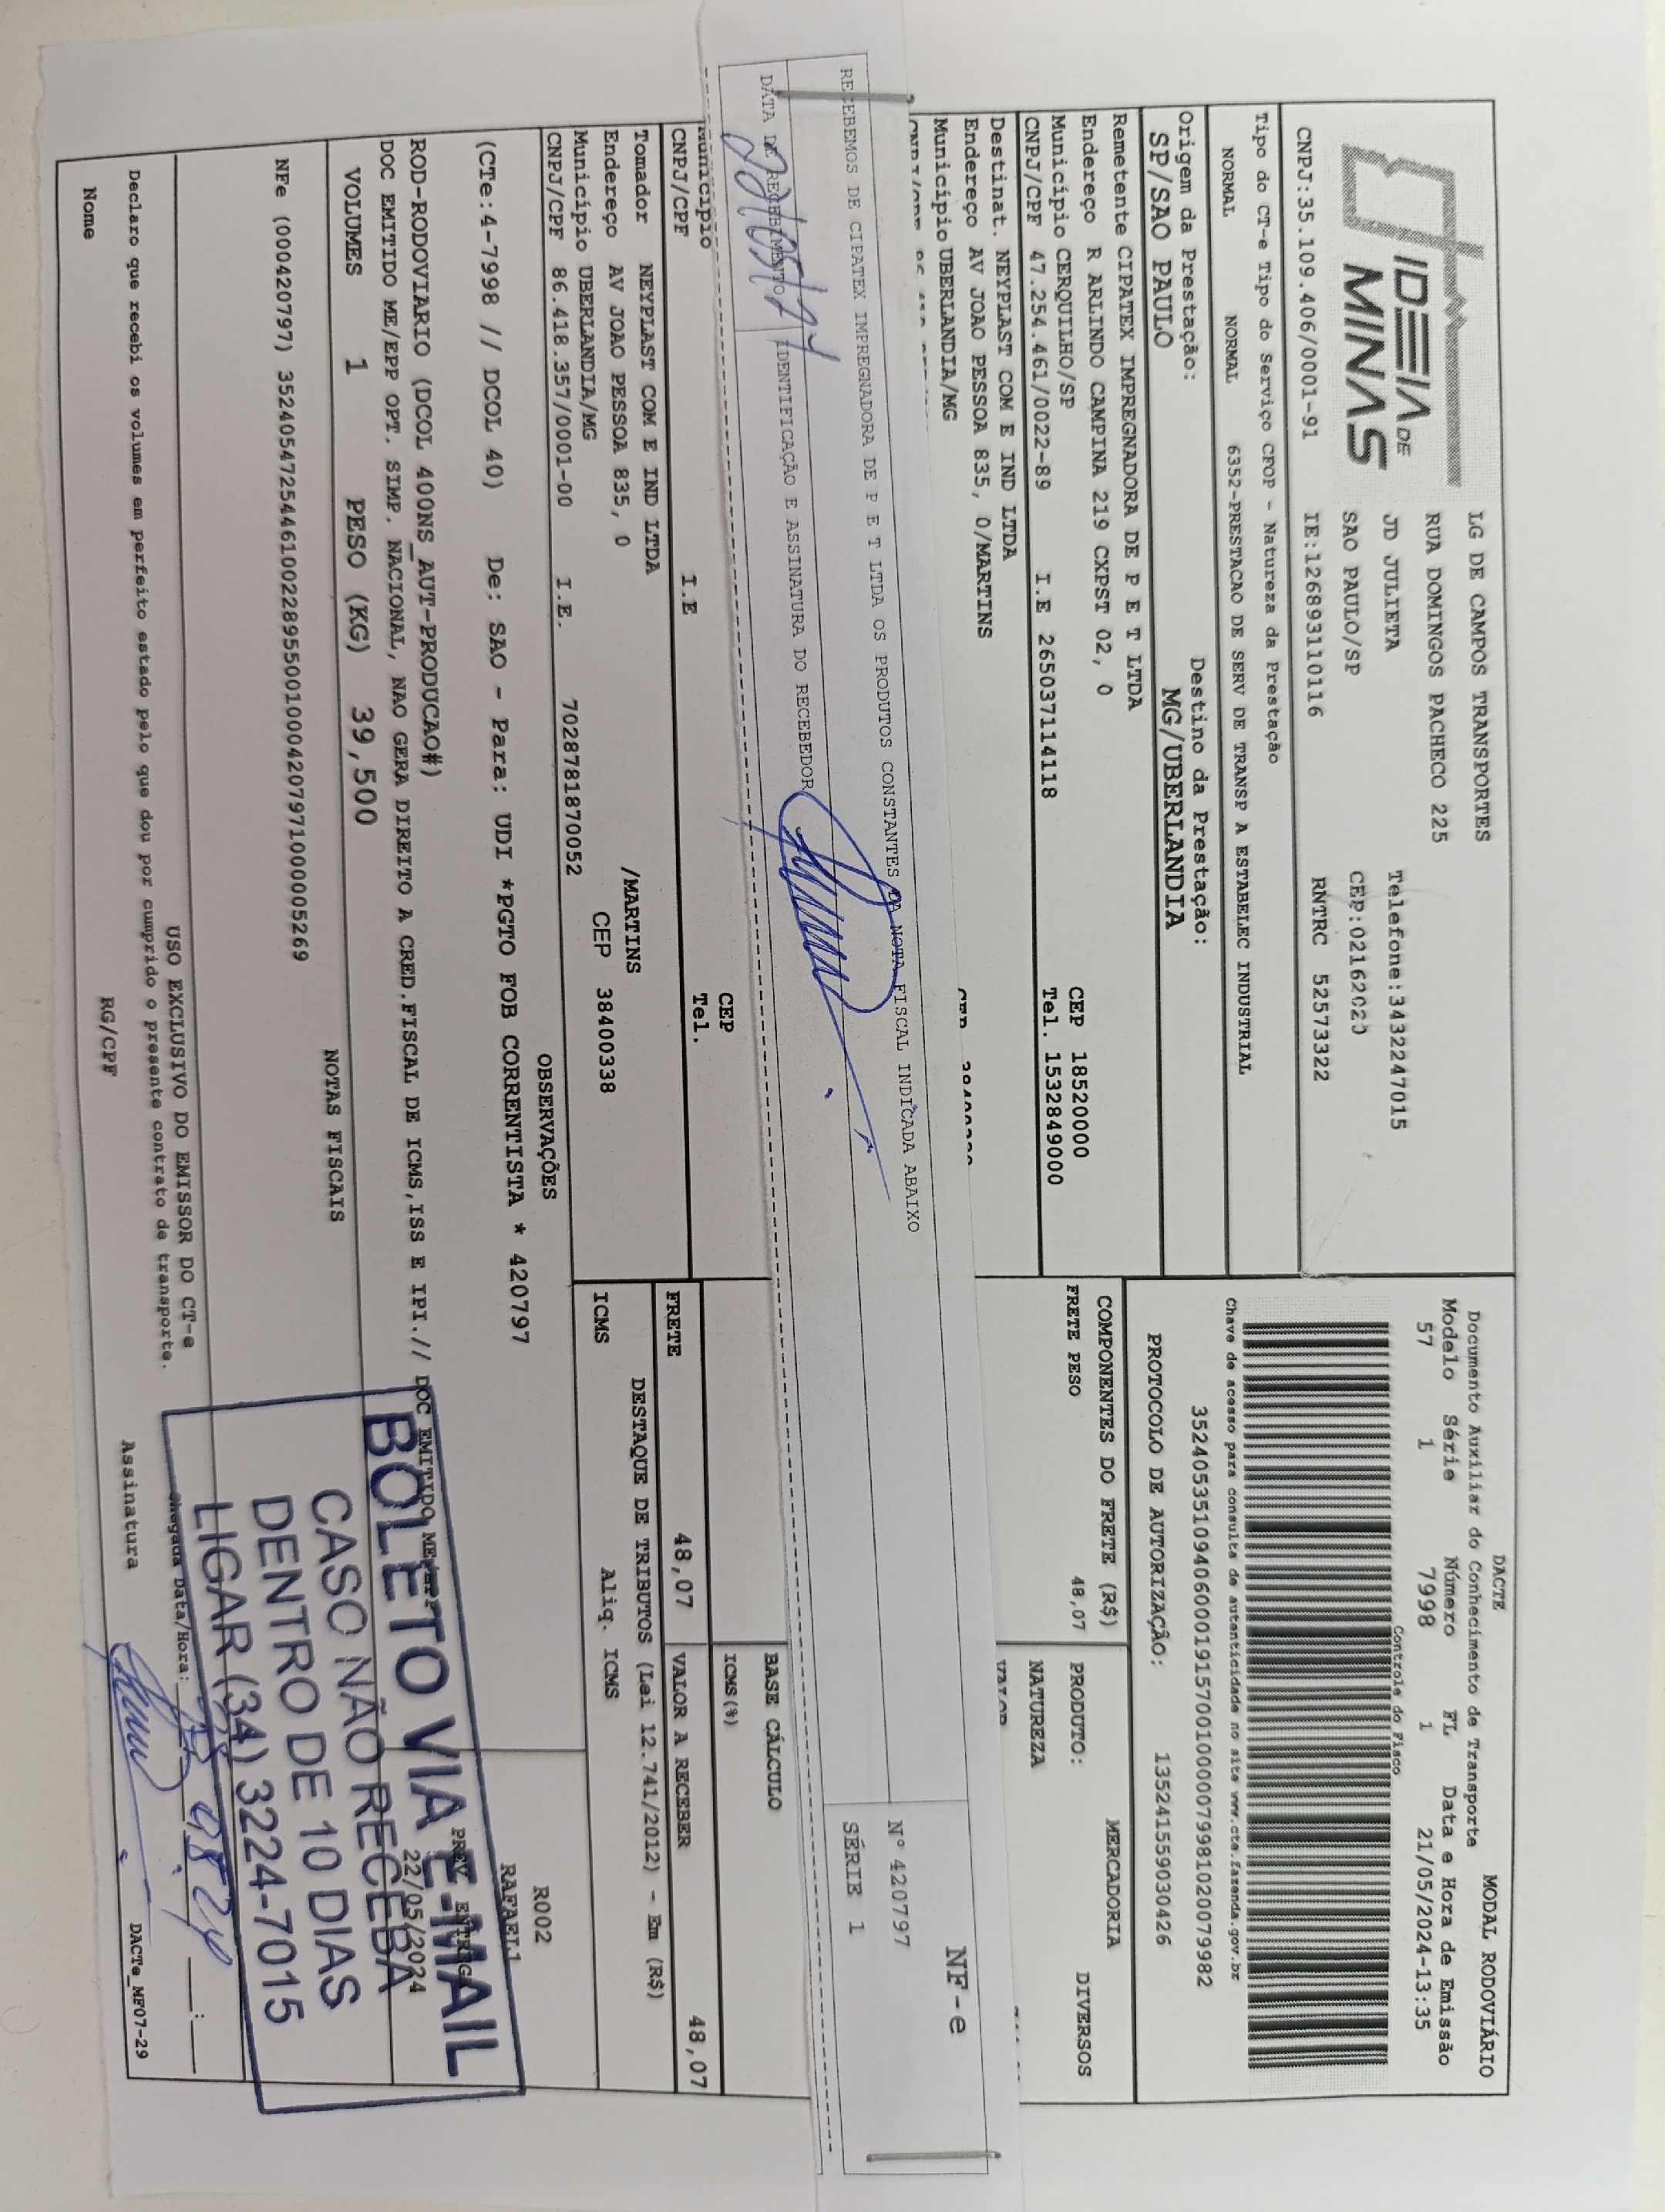 IDEIA DE
MINAS
LG DE CAMPOS TRANSPORTES
RUA DOMINGOS PACHECO 225
JD JULIETA
SAO PAULO/SP
Telefone:3432247015
CEP:02162020
CNPJ:35.109.406/0001-91 IE:126893110116 RNTRC 52573322
Tipo do CT-e Tipo do Serviço CFOP - Natureza da Prestação
NORMAL NORMAL 6352-PRESTACAO DE SERV DE TRANSP A ESTABELEC INDUSTRIAL
Origem da Prestação: Destino da Prestação:
SP/SAO PAULO MG/UBERLANDIA
Remetente CIPATEX IMPREGNADORA DE P E T LTDA
Endereço R ARLINDO CAMPINA 219 CXPST 02, 0
Município CERQUILHO/SP CEP 18520000
CNPJ/CPF 47.254.461/0022-89 I.E 265037114118 Tel. 1532849000
Destinat. NEYPLAST COM E IND LTDA
Endereço AV JOAO PESSOA 835, 0/MARTINS
Município UBERLANDIA/MG
DACTE
MODAL RODOVIÁRIO
Documento Auxiliar do Conhecimento de Transporte
Modelo Série Número FL Data e Hora de Emissão
57 1 7998 1 21/05/2024-13:35
Controle do Fisco
Chave de acesso para consulta de autenticidade no site www.cte.fazenda.gov.br
35240535109406000191570010000079981020079982
PROTOCOLO DE AUTORIZAÇÃO: 135241559030426
COMPONENTES DO FRETE (R$) MERCADORIA
FRETE PESO 48,07 PRODUTO: DIVERSOS
NATUREZA
RECEBEMOS DE CIPATEX IMPREGNADORA DE P E T LTDA OS PRODUTOS CONSTANTES DA NOTA FISCAL INDICADA ABAIXO
NF-e
Nº 420797
SÉRIE 1
DATA DE RECEBIMENTO IDENTIFICAÇÃO E ASSINATURA DO RECEBEDOR
Município CEP
CNPJ/CPF I.E Tel.
BASE CÁLCULO
ICMS(%)
Tomador NEYPLAST COM E IND LTDA
Endereço AV JOAO PESSOA 835, 0 /MARTINS
Município UBERLANDIA/MG CEP 38400338
CNPJ/CPF 86.418.357/0001-00 I.E. 7028781870052
FRETE 48,07 VALOR A RECEBER 48,07
DESTAQUE DE TRIBUTOS (Lei 12.741/2012) - Em (R$)
ICMS Aliq. ICMS
OBSERVAÇÕES
(CTe:4-7998 // DCOL 40) De: SAO - Para: UDI *PGTO FOB CORRENTISTA * 420797
R002
RAFAEL1
ROD-RODOVIARIO (DCOL 400NS_AUT-PRODUCAO#)
DOC EMITIDO ME/EPP OPT. SIMP. NACIONAL, NAO GERA DIREITO A CRED.FISCAL DE ICMS,ISS E IPI.// DOC EMITIDO ME/EPP
PREV ENTREGA
22/05/2024
VOLUMES 1 PESO (KG) 39,500
NOTAS FISCAIS
NFe (000420797) 35240547254461002289550010004207971000005269
BOLETO VIA E-MAIL
CASO NÃO RECEBA
DENTRO DE 10 DIAS
LIGAR (34) 3224-7015
USO EXCLUSIVO DO EMISSOR DO CT-e
Declaro que recebi os volumes em perfeito estado pelo que dou por cumprido o presente contrato de transporte.
Chegada Data/Hora:
Nome RG/CPF Assinatura
DACTe_MF07-29